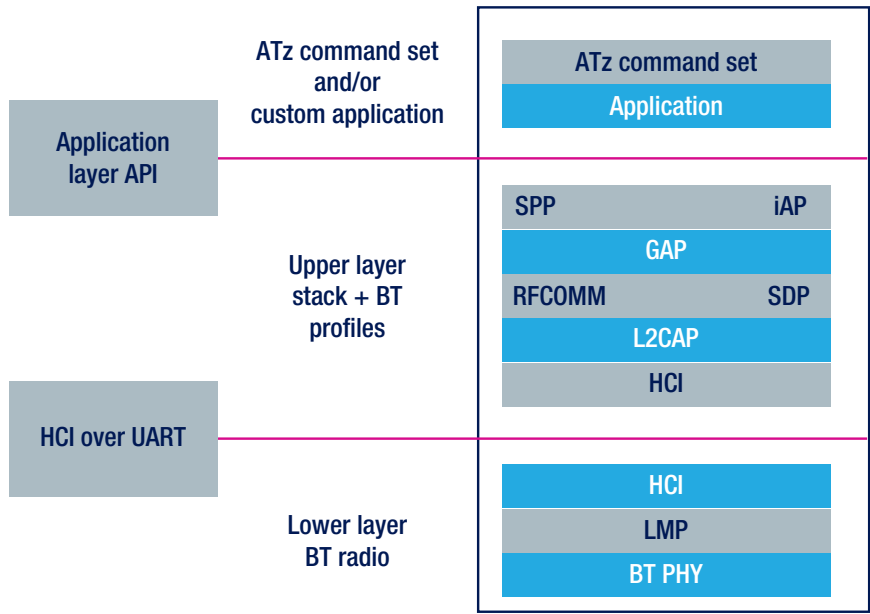 ATz command set
and/or
custom application
ATz command set
Application
Application
layer API
SPP iAP
GAP
Upper layer
stack + BT
profiles
RFCOMM SDP
L2CAP
HCI
HCI over UART
HCI
Lower layer
BT radio
LMP
BT PHY